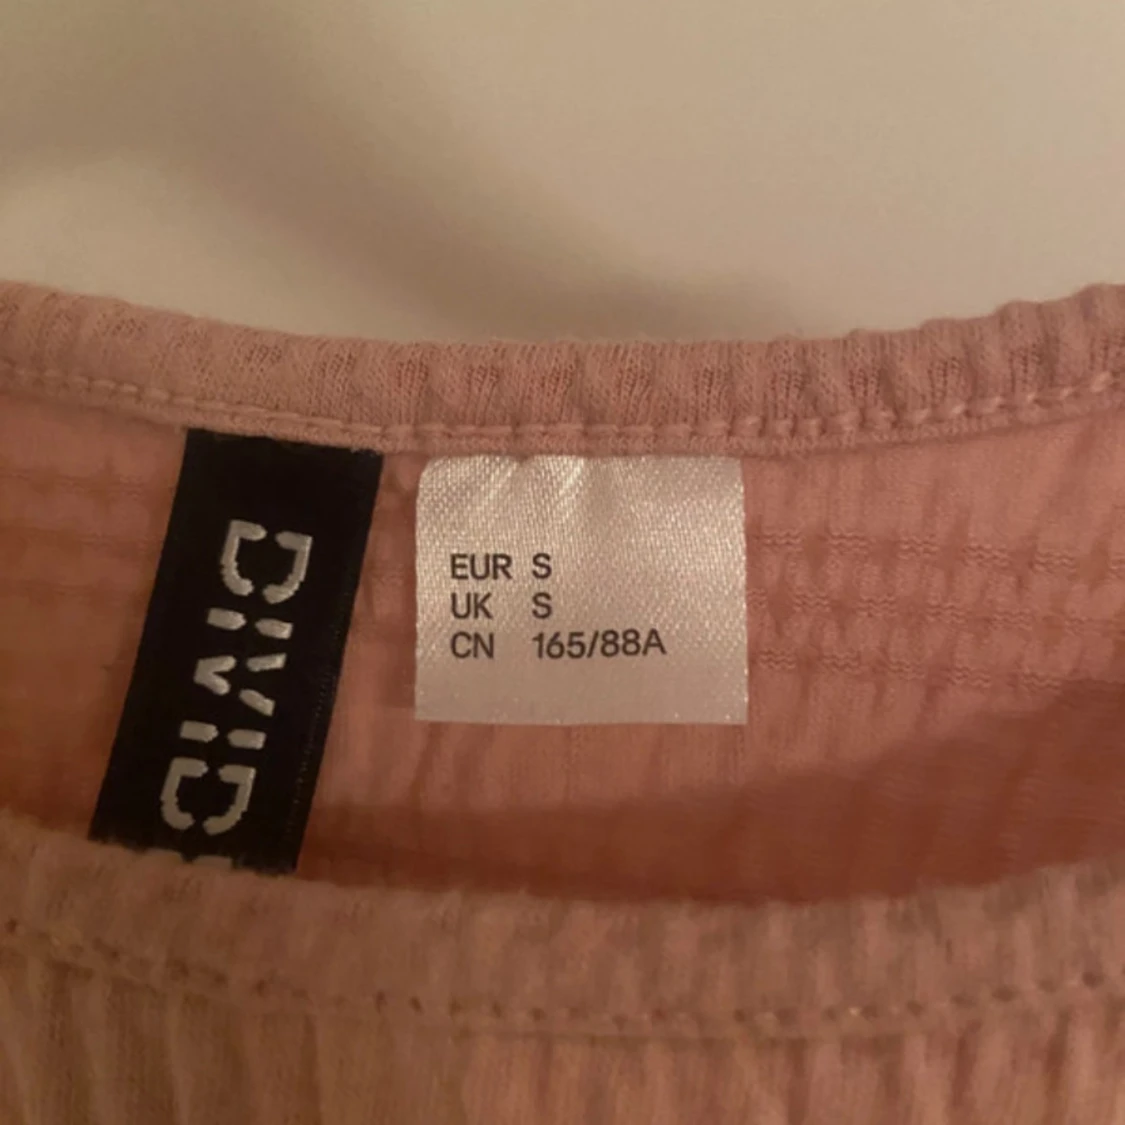 DIVID
EUR S
UK S
CN 165/88A